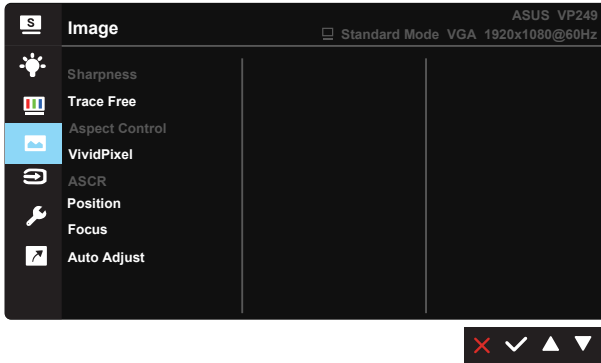 S
Image
ASUS VP249
Standard Mode VGA 1920x1080@60Hz
Sharpness
Trace Free
Aspect Control
VividPixel
ASCR
Position
Focus
Auto Adjust